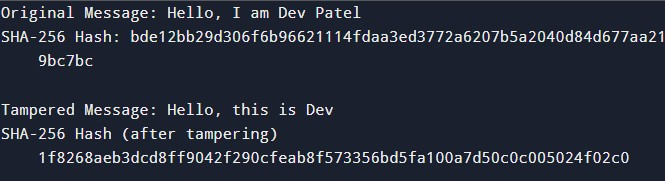 Original Message: Hello, I am Dev Patel
SHA-256 Hash: bde12bb29d306f6b96621114fdaa3ed3772a6207b5a2040d84d677aa21
9bc7bc
Tampered Message: Hello, this is Dev
SHA-256 Hash (after tampering)
1f8268aeb3dcd8ff9042f290cfeab8f573356bd5fa100a7d50c0c005024f02c0